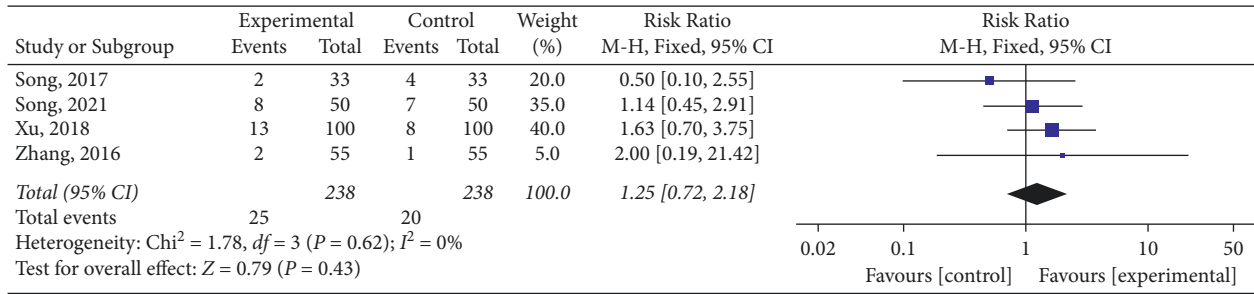 Experimental Control Weight Risk Ratio Risk Ratio
Study or Subgroup Events Total Events Total (%) M-H, Fixed, 95% CI M-H, Fixed, 95% CI
Song, 2017 2 33 4 33 20.0 0.50 [0.10, 2.55]
Song, 2021 8 50 7 50 35.0 1.14 [0.45, 2.91]
Xu, 2018 13 100 8 100 40.0 1.63 [0.70, 3.75]
Zhang, 2016 2 55 1 55 5.0 2.00 [0.19, 21.42]
Total (95% CI) 238 238 100.0 1.25 [0.72, 2.18]
Total events 25 20
Heterogeneity: Chi² = 1.78, df = 3 (P = 0.62); I² = 0%
Test for overall effect: Z = 0.79 (P = 0.43)
0.02 0.1 1 10 50
Favours [control] Favours [experimental]